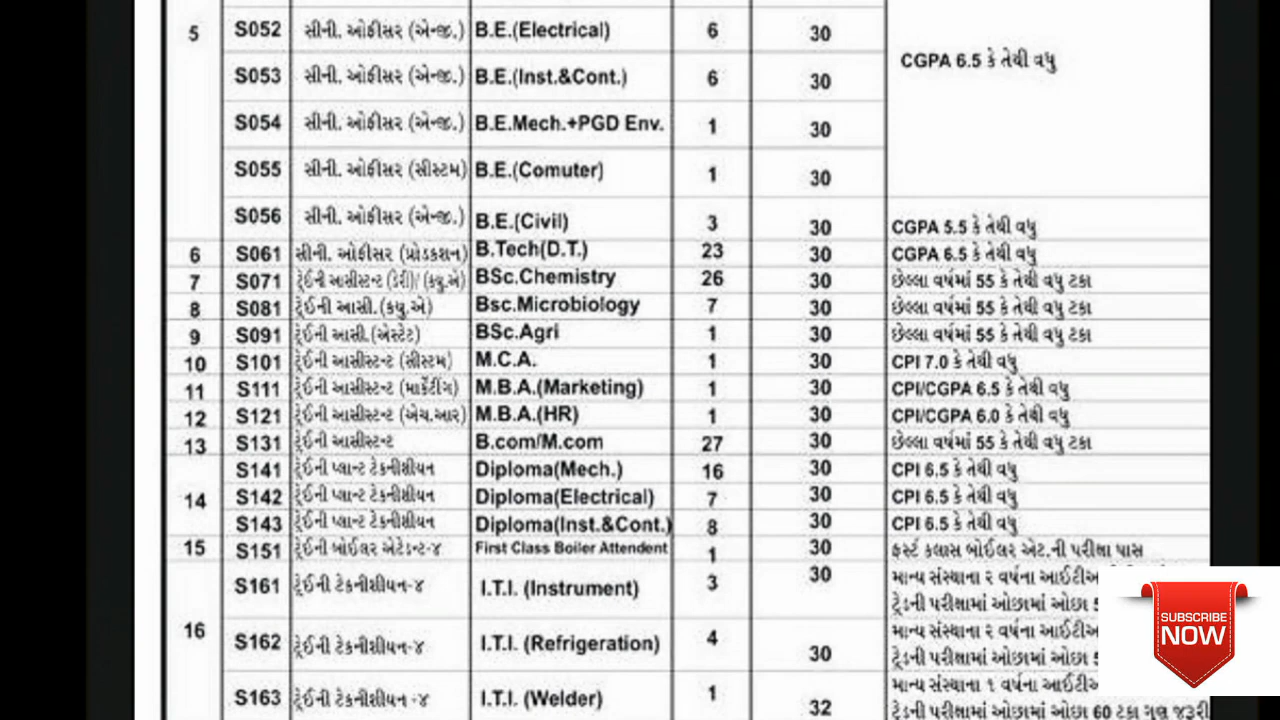 5 S052 સીની. ઓફીસર (એન્જી.) B.E.(Electrical) 6 30
CGPA 6.5 કે તેથી વધુ
S053 સીની. ઓફીસર (એન્જી.) B.E.(Inst.&Cont.) 6 30
S054 સીની. ઓફીસર (એન્જી.) B.E.Mech.+PGD Env. 1 30
S055 સીની. ઓફીસર (સીસ્ટમ) B.E.(Comuter) 1 30
S056 સીની. ઓફીસર (એન્જી.) B.E.(Civil) 3 30 CGPA 5.5 કે તેથી વધુ
6 S061 સીની. ઓફીસર (પ્રોડકશન) B.Tech(D.T.) 23 30 CGPA 6.5 કે તેથી વધુ
7 S071 ટ્રેઈની આસીસ્ટન્ટ (ડેરી)/ (કયુ.એ) BSc.Chemistry 26 30 છેલ્લા વર્ષમાં 55 કે તેથી વધુ ટકા
8 S081 ટ્રેઈની આસી.(કયુ.એ) Bsc.Microbiology 7 30 છેલ્લા વર્ષમાં 55 કે તેથી વધુ ટકા
9 S091 ટ્રેઈની આસી.(એસ્ટેટ) BSc.Agri 1 30 છેલ્લા વર્ષમાં 55 કે તેથી વધુ ટકા
10 S101 ટ્રેઈની આસીસ્ટન્ટ (સીસ્ટમ) M.C.A. 1 30 CPI 7.0 કે તેથી વધુ
11 S111 ટ્રેઈની આસીસ્ટન્ટ (માર્કેટીંગ) M.B.A.(Marketing) 1 30 CPI/CGPA 6.5 કે તેથી વધુ
12 S121 ટ્રેઈની આસીસ્ટન્ટ (એચ.આર) M.B.A.(HR) 1 30 CPI/CGPA 6.0 કે તેથી વધુ
13 S131 ટ્રેઈની આસીસ્ટન્ટ B.com/M.com 27 30 છેલ્લા વર્ષમાં 55 કે તેથી વધુ ટકા
S141 ટ્રેઈની પ્લાન્ટ ટેકનીશીયન Diploma(Mech.) 16 30 CPI 6.5 કે તેથી વધુ
14 S142 ટ્રેઈની પ્લાન્ટ ટેકનીશીયન Diploma(Electrical) 7 30 CPI 6.5 કે તેથી વધુ
S143 ટ્રેઈની પ્લાન્ટ ટેકનીશીયન Diploma(Inst.&Cont.) 8 30 CPI 6.5 કે તેથી વધુ
15 S151 ટ્રેઈની બોઈલર એટેડન્ટ-૪ First Class Boiler Attendent 1 30 ફર્સ્ટ કલાસ બોઈલર એટ.ની પરીક્ષા પાસ
16 S161 ટ્રેઈની ટેકનીશીયન-૪ I.T.I. (Instrument) 3 30 માન્ય સંસ્થાના ૨ વર્ષના
ટ્રેડની પરીક્ષામાં ઓછામાં ઓછા
S162 ટ્રેઈની ટેકનીશીયન-૪ I.T.I. (Refrigeration) 4 30 માન્ય સંસ્થાના ૨ વર્ષના
ટ્રેડની પરીક્ષામાં ઓછામાં ઓછા
S163 ટ્રેઈની ટેકનીશીયન -૪ I.T.I. (Welder) 1 32 માન્ય સંસ્થાના ૧ વર્ષના
ટ્રેડની પરીક્ષામાં ઓછામાં ઓછા 60 ટકા ગુણ જરૂરી
SUBSCRIBE
NOW